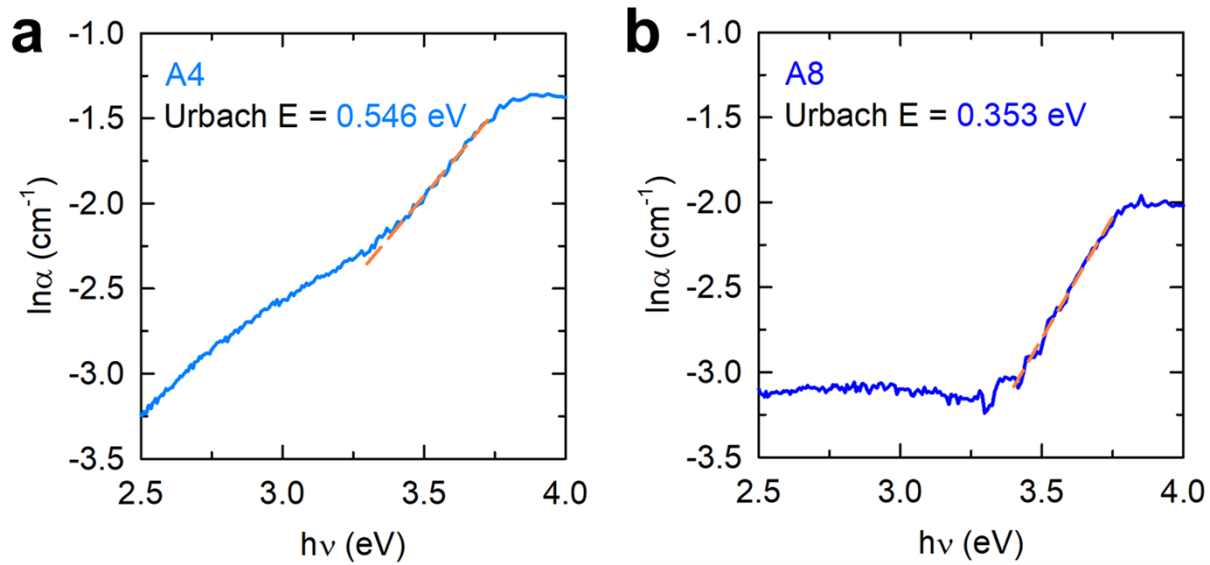 a
A4
Urbach E = 0.546 eV
-1.0
-1.5
-2.0
-2.5
-3.0
-3.5
lnα (cm⁻¹)
2.5 3.0 3.5 4.0
hν (eV)
b
A8
Urbach E = 0.353 eV
-1.0
-1.5
-2.0
-2.5
-3.0
-3.5
lnα (cm⁻¹)
2.5 3.0 3.5 4.0
hν (eV)